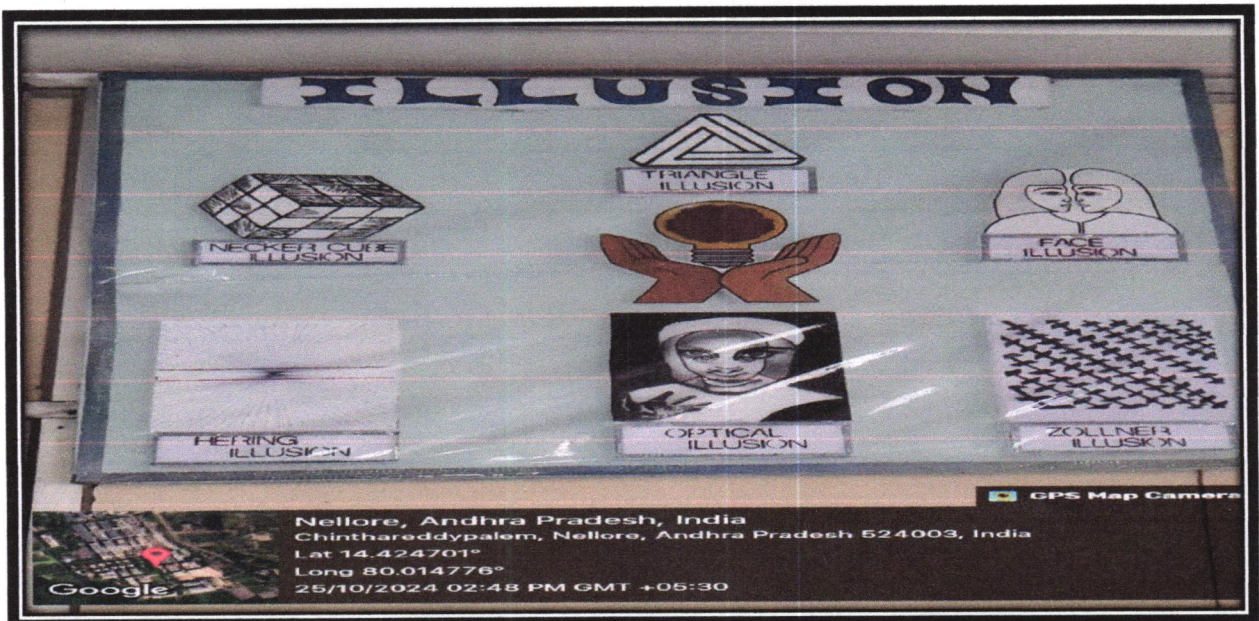 ILLUSION
TRIANGLE
ILLUSION
NECKER CUBE
ILLUSION
FACE
ILLUSION
HERING
ILLUSION
OPTICAL
ILLUSION
ZOLLNER
ILLUSION
GPS Map Camera
Nellore, Andhra Pradesh, India
Chinthareddypalem, Nellore, Andhra Pradesh 524003, India
Lat 14.424701°
Long 80.014776°
25/10/2024 02:48 PM GMT +05:30
Google